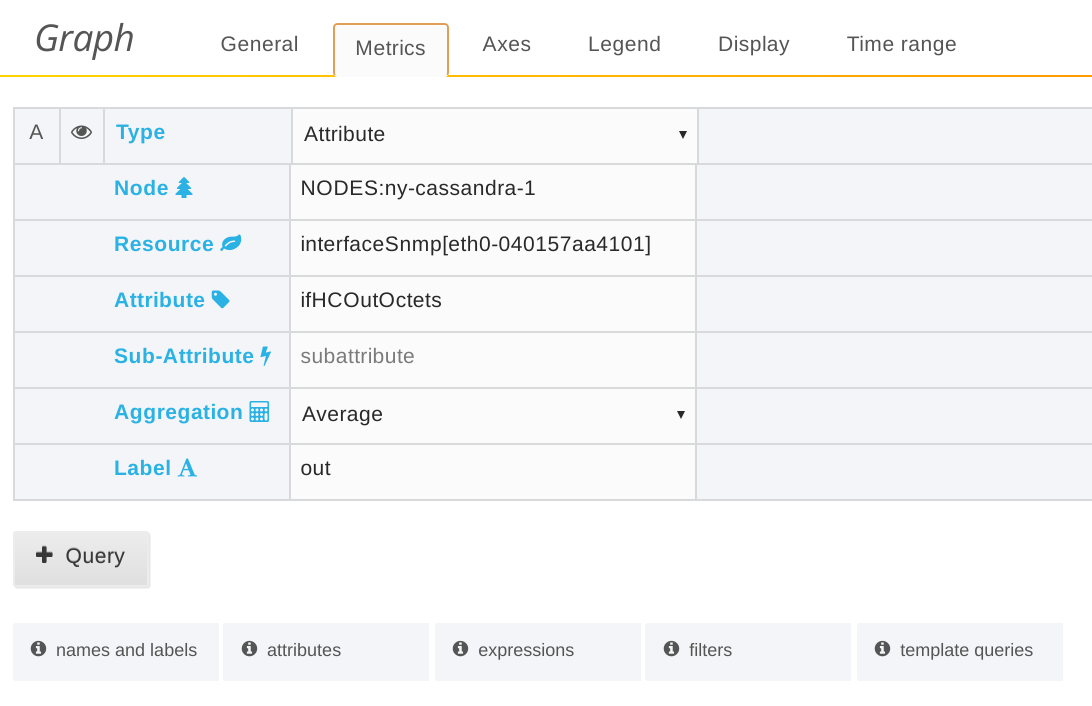 Graph General Metrics Axes Legend Display Time range
A Type Attribute
Node NODES:ny-cassandra-1
Resource interfaceSnmp[eth0-040157aa4101]
Attribute ifHCOutOctets
Sub-Attribute subattribute
Aggregation Average
Label out
Query
names and labels attributes expressions filters template queries